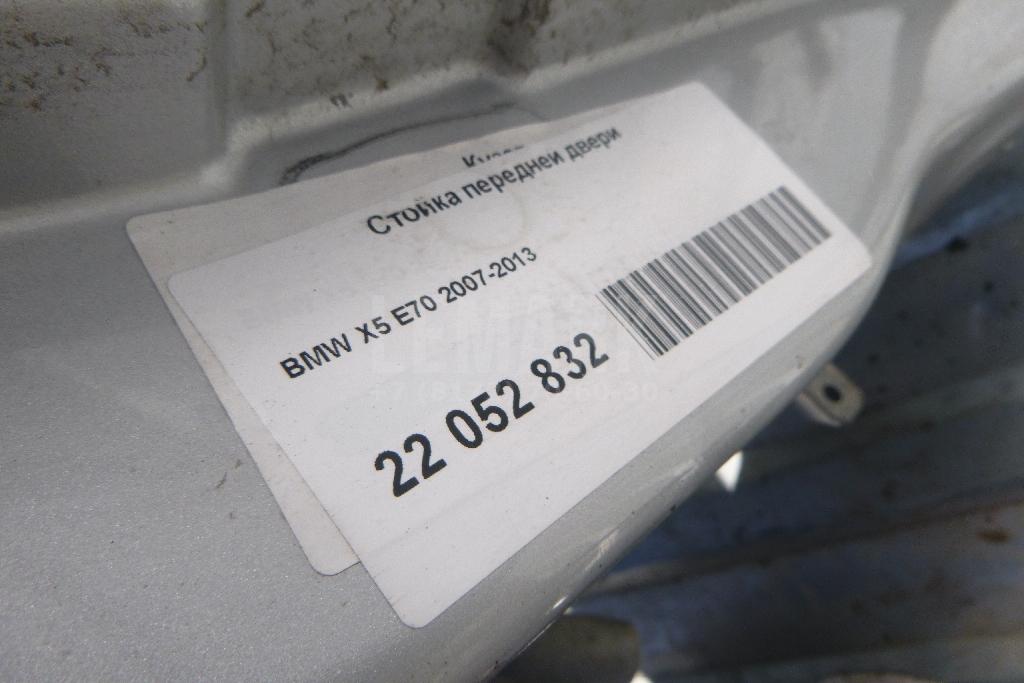 Стойка передней двери
BMW X5 E70 2007-2013
22 052 832